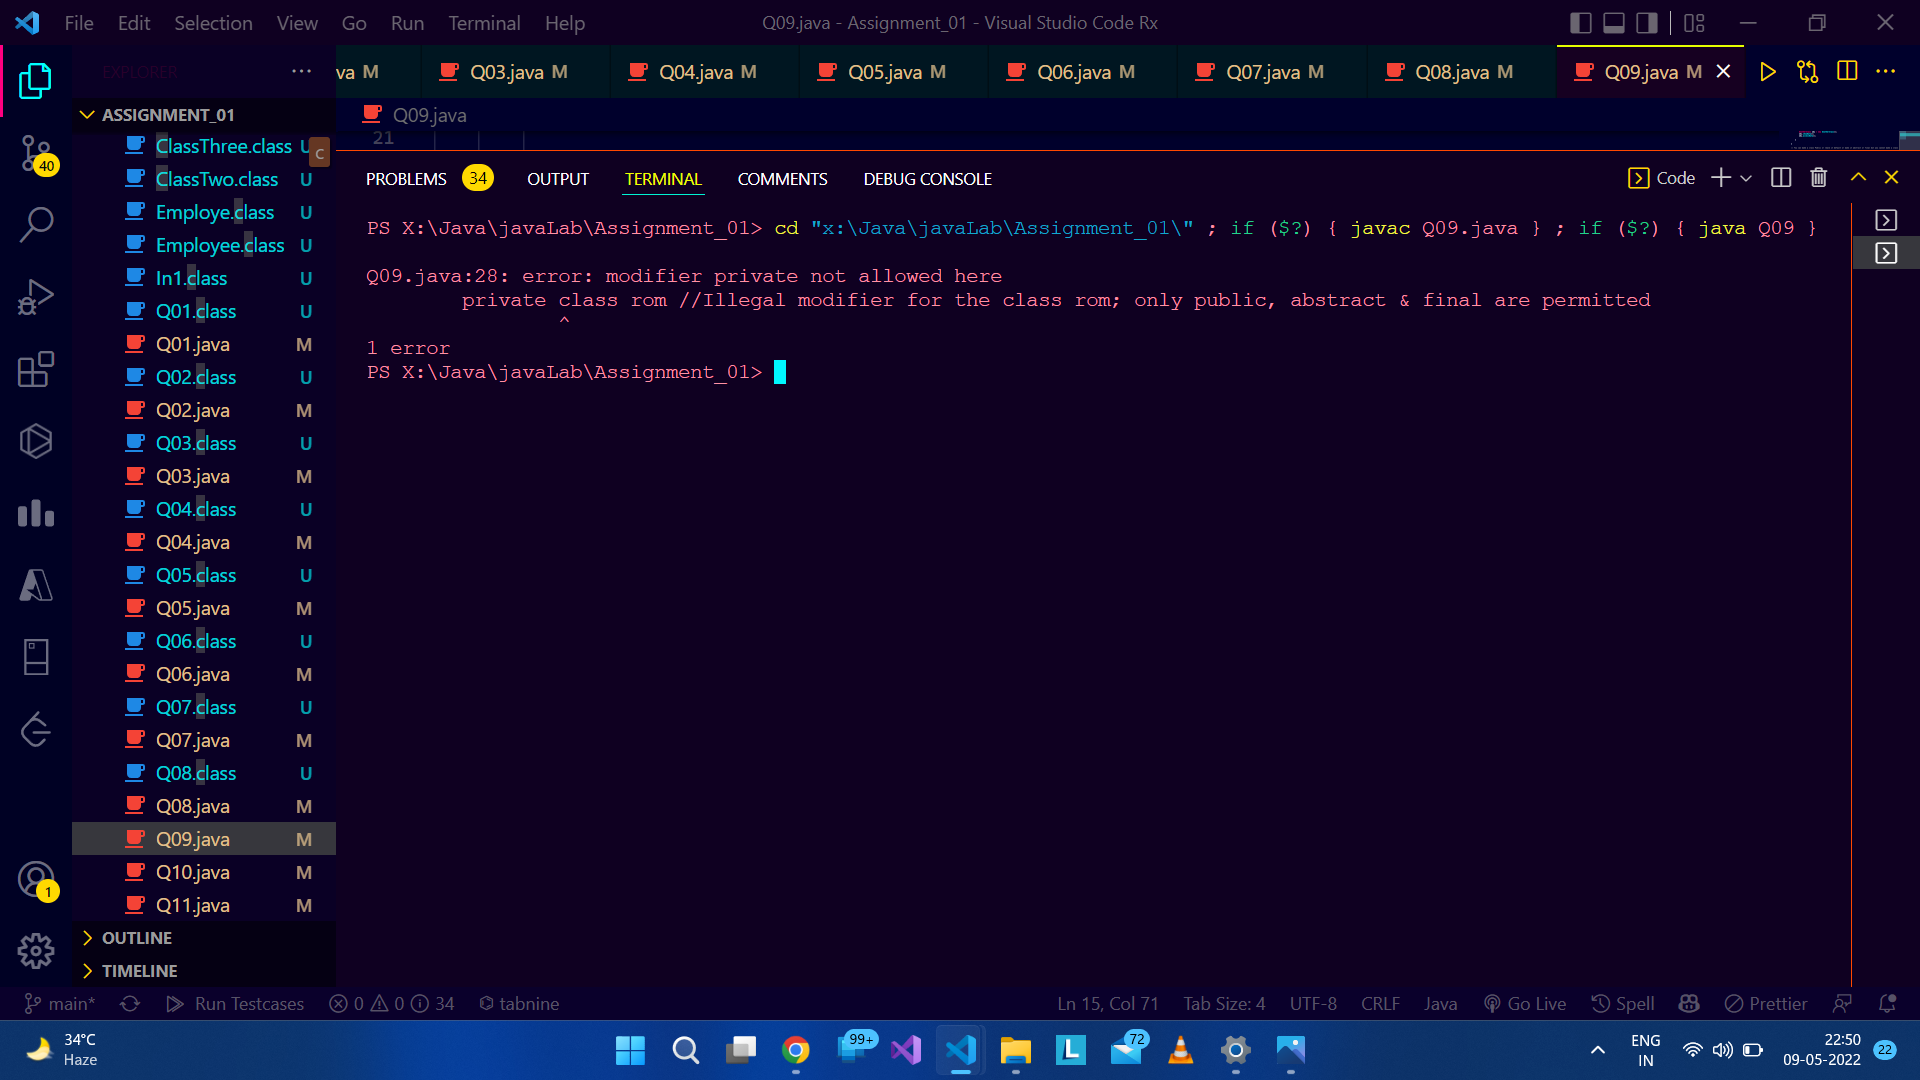 File Edit Selection View Go Run Terminal Help
Q09.java - Assignment_01 - Visual Studio Code Rx
EXPLORER
va M Q03.java M Q04.java M Q05.java M Q06.java M Q07.java M Q08.java M Q09.java M
ASSIGNMENT_01
Q09.java
21
ClassThree.class U
C
ClassTwo.class U
Employe.class U
Employee.class U
In1.class U
Q01.class U
Q01.java M
Q02.class U
Q02.java M
Q03.class U
Q03.java M
Q04.class U
Q04.java M
Q05.class U
Q05.java M
Q06.class U
Q06.java M
Q07.class U
Q07.java M
Q08.class U
Q08.java M
Q09.java M
Q10.java M
Q11.java M
OUTLINE
TIMELINE
40
1
PROBLEMS 34 OUTPUT TERMINAL COMMENTS DEBUG CONSOLE
Code
PS X:\Java\javaLab\Assignment_01> cd "x:\Java\javaLab\Assignment_01\" ; if ($?) { javac Q09.java } ; if ($?) { java Q09 }
Q09.java:28: error: modifier private not allowed here
private class rom //Illegal modifier for the class rom; only public, abstract & final are permitted
^
1 error
PS X:\Java\javaLab\Assignment_01>
main* Run Testcases 0 0 34 tabnine
Ln 15, Col 71 Tab Size: 4 UTF-8 CRLF Java Go Live Spell Prettier
34°C
Haze
99+
72
ENG
IN
22:50
09-05-2022
22